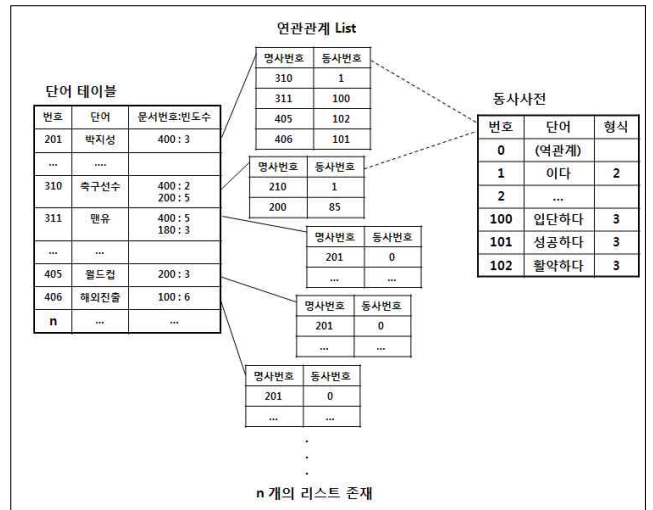 연관관계 List
명사번호 동사번호
310 1
311 100
405 102
406 101
단어 테이블
번호 단어 문서번호:빈도수
201 박지성 400 : 3
... ....
310 축구선수 400 : 2
200 : 5
311 맨유 400 : 5
180 : 3
... ...
405 월드컵 200 : 3
406 해외진출 100 : 6
n ... ...
명사번호 동사번호
210 1
200 85
명사번호 동사번호
201 0
... ...
명사번호 동사번호
201 0
... ...
명사번호 동사번호
201 0
... ...
동사사전
번호 단어 형식
0 (역관계)
1 이다 2
2 ...
100 입단하다 3
101 성공하다 3
102 활약하다 3
.
.
.
n 개의 리스트 존재